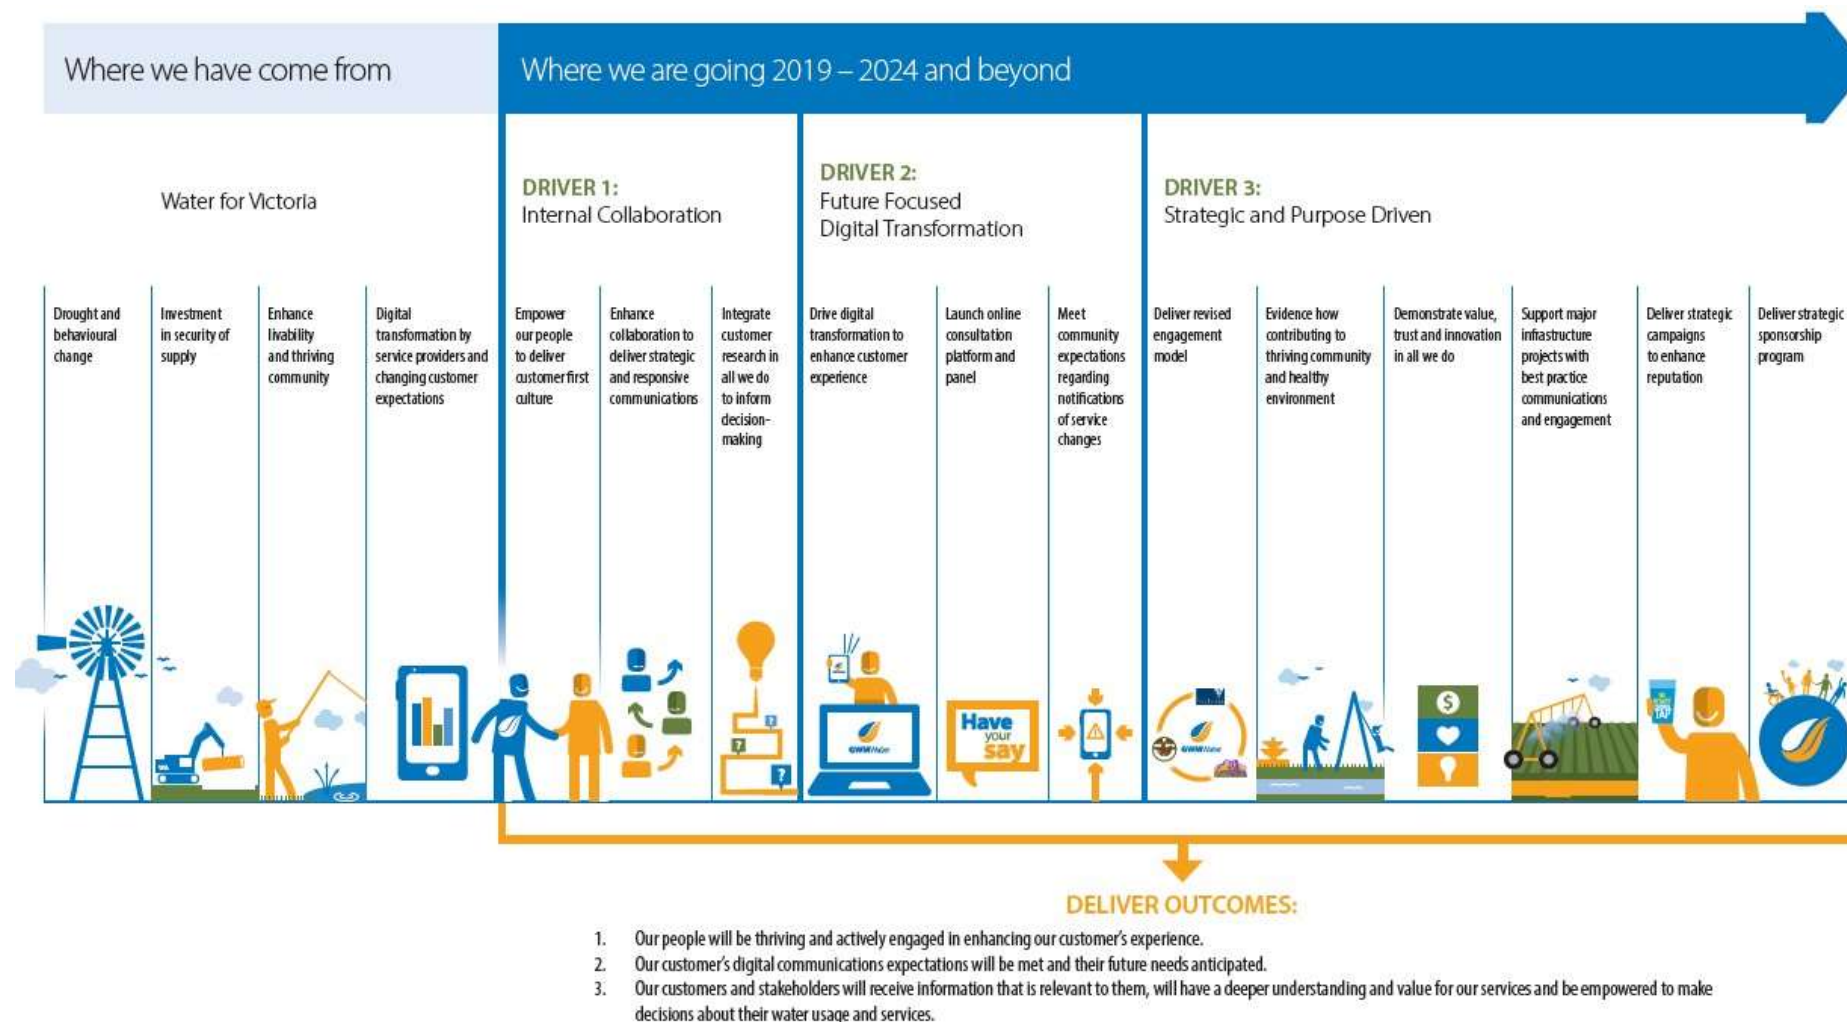 Where we have come from
Where we are going 2019 – 2024 and beyond
Water for Victoria
DRIVER 1:
Internal Collaboration
DRIVER 2:
Future Focused
Digital Transformation
DRIVER 3:
Strategic and Purpose Driven
Drought and
behavioural
change
Investment
in security of
supply
Enhance
livability
and thriving
community
Digital
transformation by
service providers and
changing customer
expectations
Empower
our people
to deliver
customer first
culture
Enhance
collaboration to
deliver strategic
and responsive
communications
Integrate
customer
research in
all we do
to inform
decision-
making
Drive digital
transformation to
enhance customer
experience
Launch online
consultation
platform and
panel
Meet
community
expectations
regarding
notifications
of service
changes
Deliver revised
engagement
model
Evidence how
contributing to
thriving community
and healthy
environment
Demonstrate value,
trust and innovation
in all we do
Support major
infrastructure
projects with
best practice
communications
and engagement
Deliver strategic
campaigns
to enhance
reputation
Deliver strategic
sponsorship
program
?
?
?
GWMWater
Have
your
say
GWMWater
$
TAP
DELIVER OUTCOMES:
1. Our people will be thriving and actively engaged in enhancing our customer's experience.
2. Our customer's digital communications expectations will be met and their future needs anticipated.
3. Our customers and stakeholders will receive information that is relevant to them, will have a deeper understanding and value for our services and be empowered to make
decisions about their water usage and services.